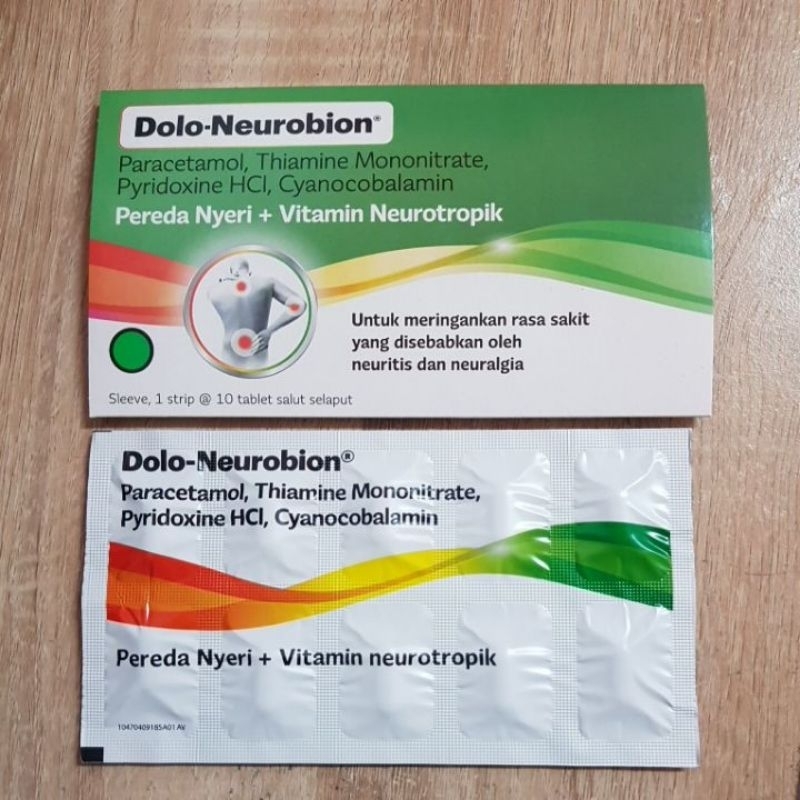 Dolo-Neurobion®
Paracetamol, Thiamine Mononitrate,
Pyridoxine HCl, Cyanocobalamin
Pereda Nyeri + Vitamin Neurotropik
Untuk meringankan rasa sakit
yang disebabkan oleh
neuritis dan neuralgia
Sleeve, 1 strip @ 10 tablet salut selaput
Dolo-Neurobion®
Paracetamol, Thiamine Mononitrate,
Pyridoxine HCl, Cyanocobalamin
Pereda Nyeri + Vitamin neurotropik
10470409185A01 AV